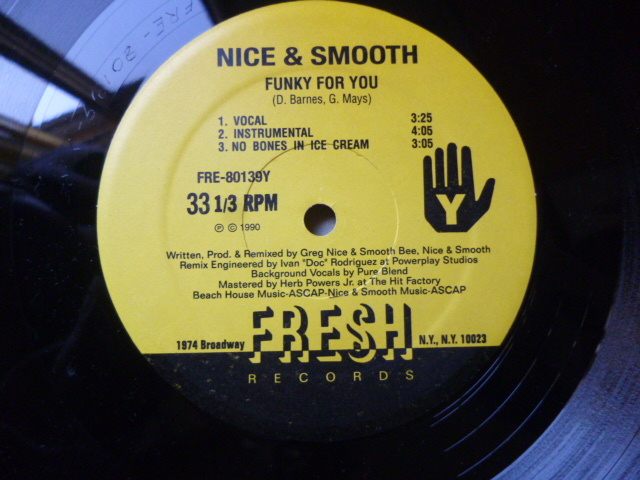 FRE-80139
NICE & SMOOTH
FUNKY FOR YOU
(D. Barnes, G. Mays)
1. VOCAL 3:25
2. INSTRUMENTAL 4:05
3. NO BONES IN ICE CREAM 3:05
FRE-80139Y
33 1/3 RPM
Ⓟ © 1990
Y
Written, Prod. & Remixed by Greg Nice & Smooth Bee, Nice & Smooth
Remix Engineered by Ivan "Doc" Rodriguez at Powerplay Studios
Background Vocals by Pure Blend
Mastered by Herb Powers Jr. at The Hit Factory
Beach House Music-ASCAP-Nice & Smooth Music-ASCAP
1974 Broadway FRESH N.Y., N.Y. 10023
RECORDS